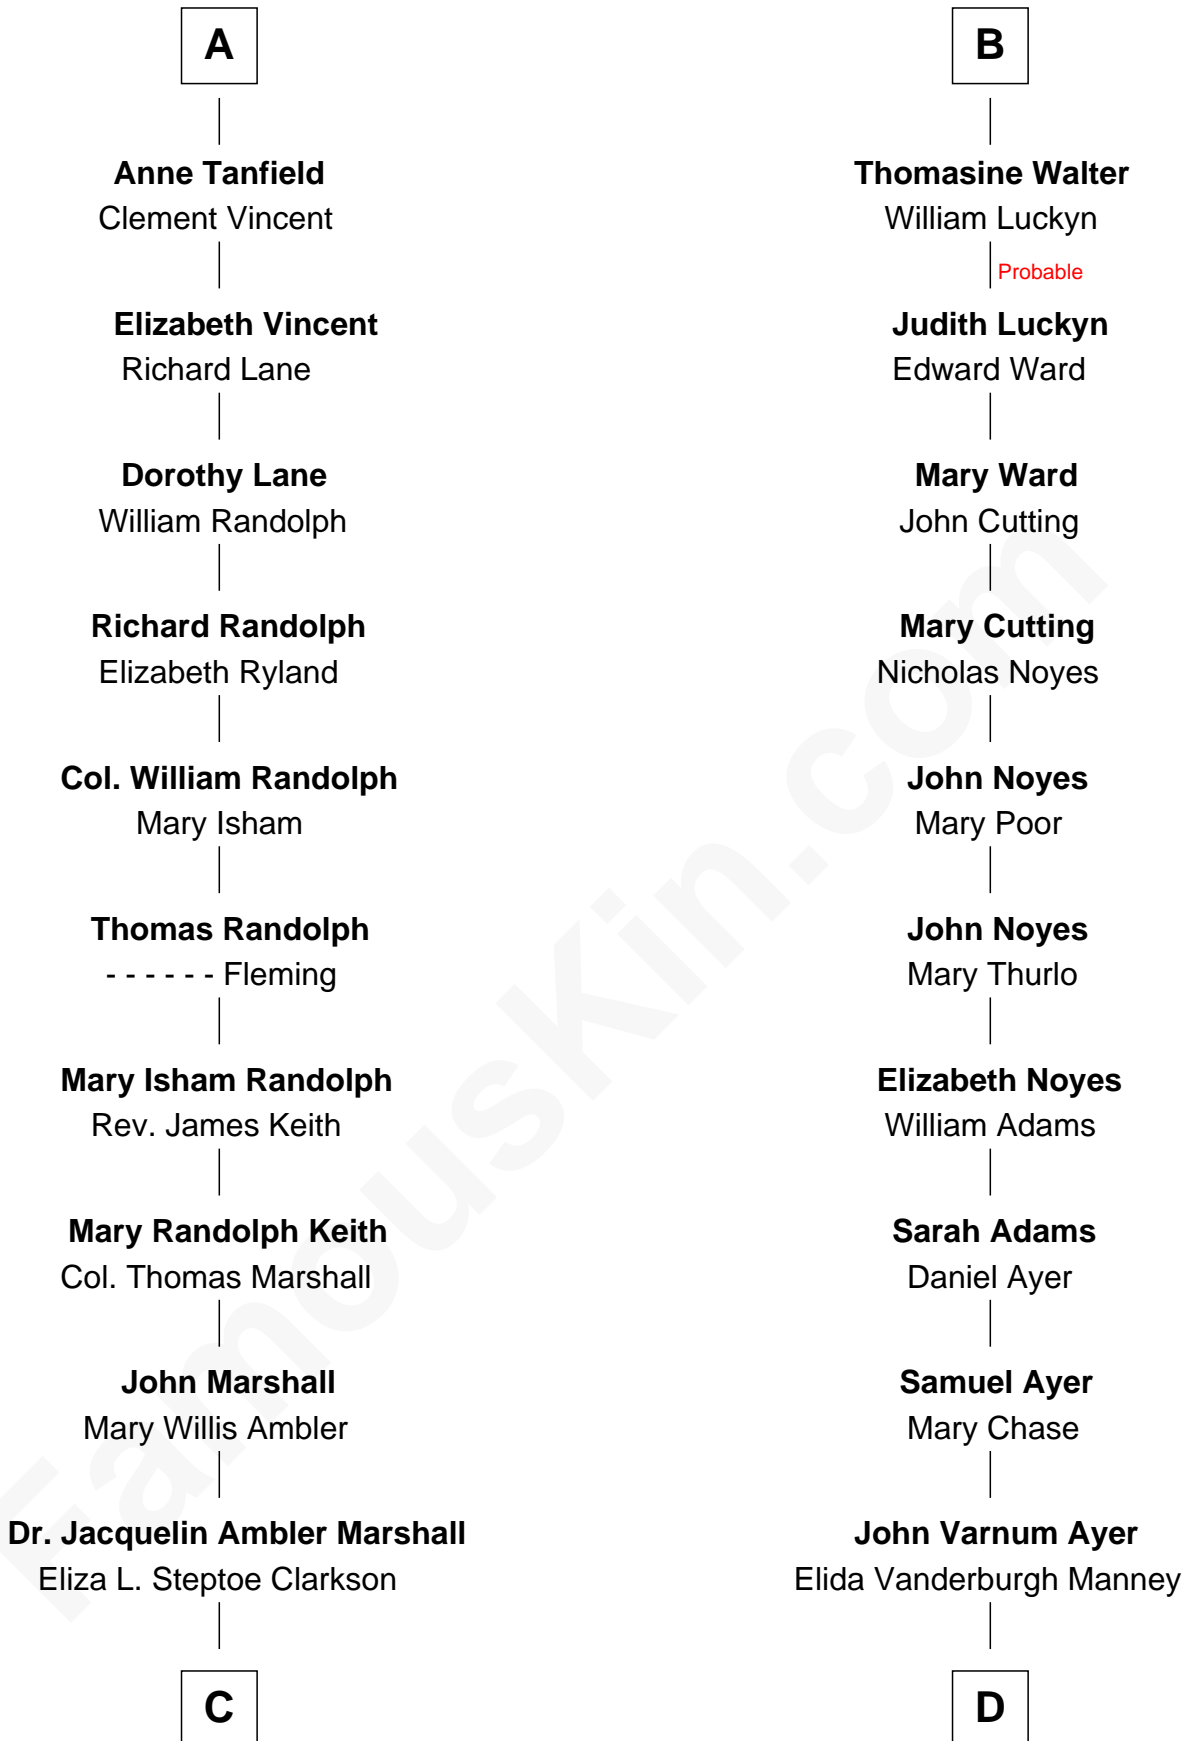 A
Anne Tanfield
Clement Vincent
Elizabeth Vincent
Richard Lane
Dorothy Lane
William Randolph
Richard Randolph
Elizabeth Ryland
Col. William Randolph
Mary Isham
Thomas Randolph
- - - - - - Fleming
Mary Isham Randolph
Rev. James Keith
Mary Randolph Keith
Col. Thomas Marshall
John Marshall
Mary Willis Ambler
Dr. Jacquelin Ambler Marshall
Eliza L. Steptoe Clarkson
C
B
Thomasine Walter
William Luckyn
Probable
Judith Luckyn
Edward Ward
Mary Ward
John Cutting
Mary Cutting
Nicholas Noyes
John Noyes
Mary Poor
John Noyes
Mary Thurlo
Elizabeth Noyes
William Adams
Sarah Adams
Daniel Ayer
Samuel Ayer
Mary Chase
John Varnum Ayer
Elida Vanderburgh Manney
D
FamousKin.com